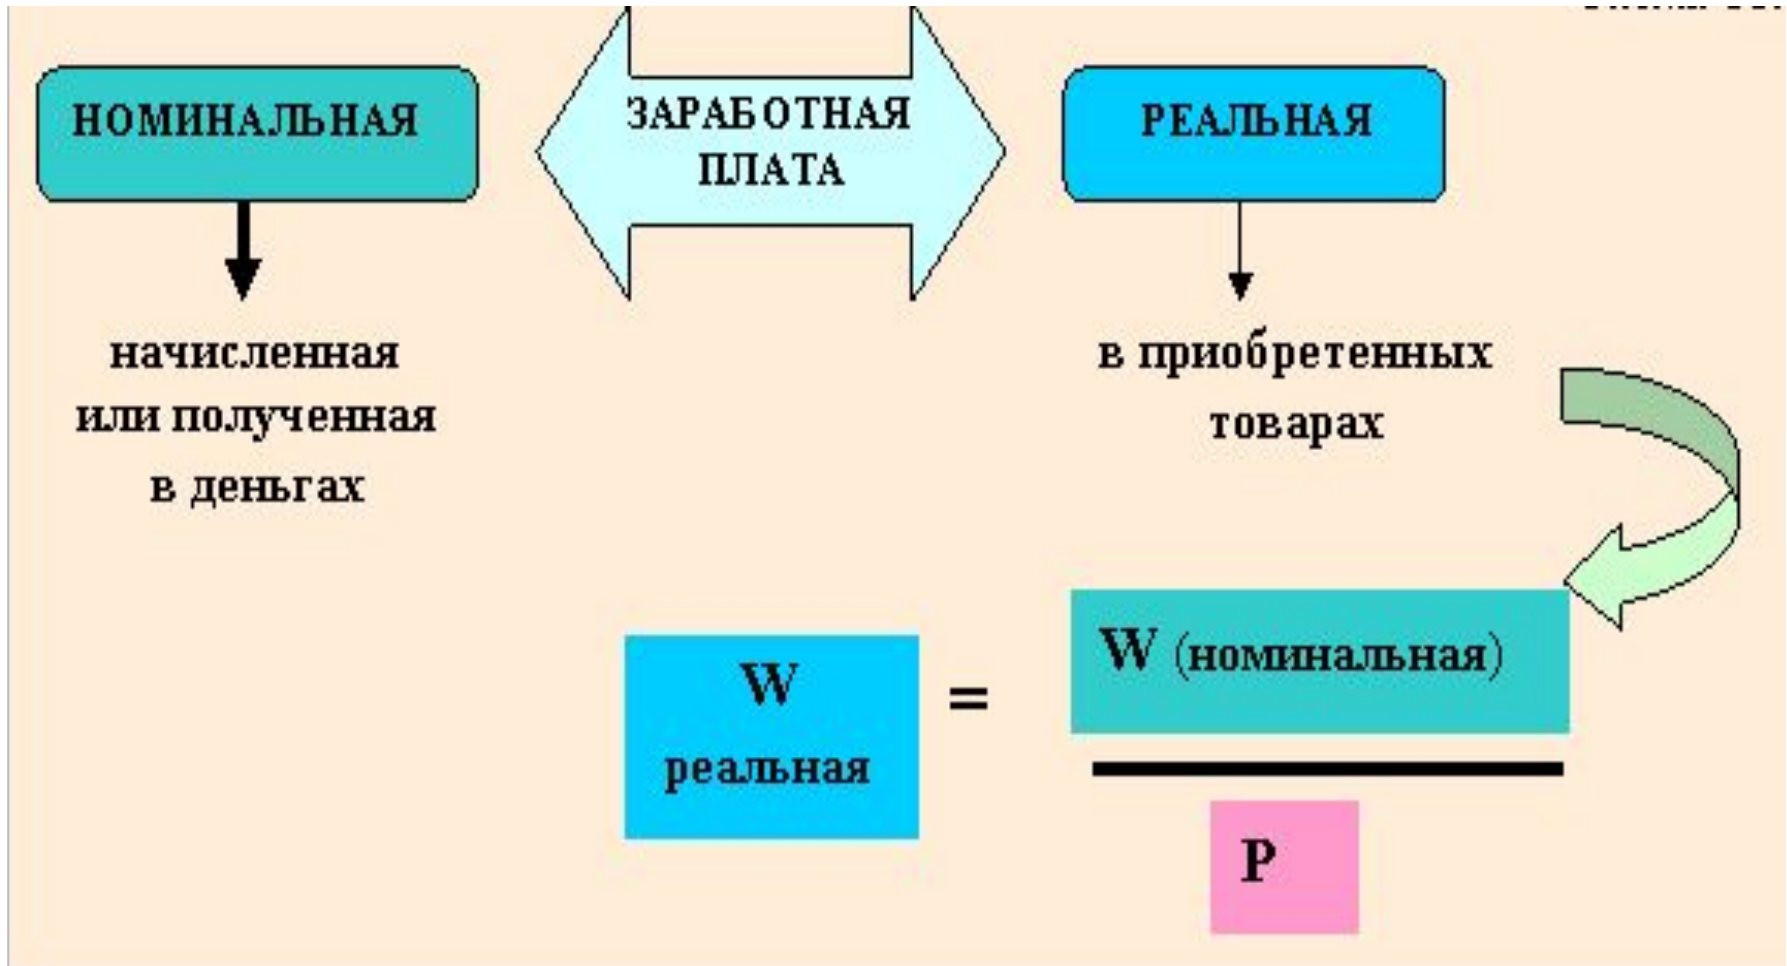 НОМИНАЛЬНАЯ
ЗАРАБОТНАЯ
ПЛАТА
РЕАЛЬНАЯ
начисленная
или полученная
в деньгах
в приобретенных
товарах
W
реальная
=
W (номинальная)
P